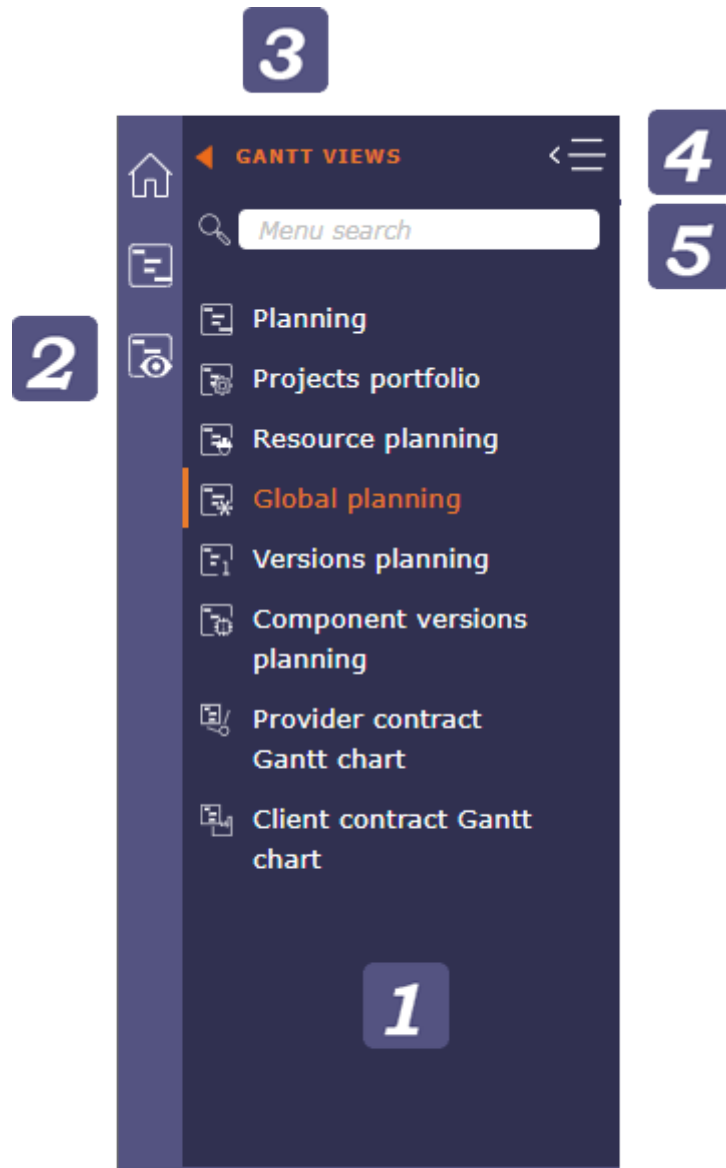 3
GANTT VIEWS
4
Menu search
5
Planning
2
Projects portfolio
Resource planning
Global planning
Versions planning
Component versions
planning
Provider contract
Gantt chart
Client contract Gantt
chart
1